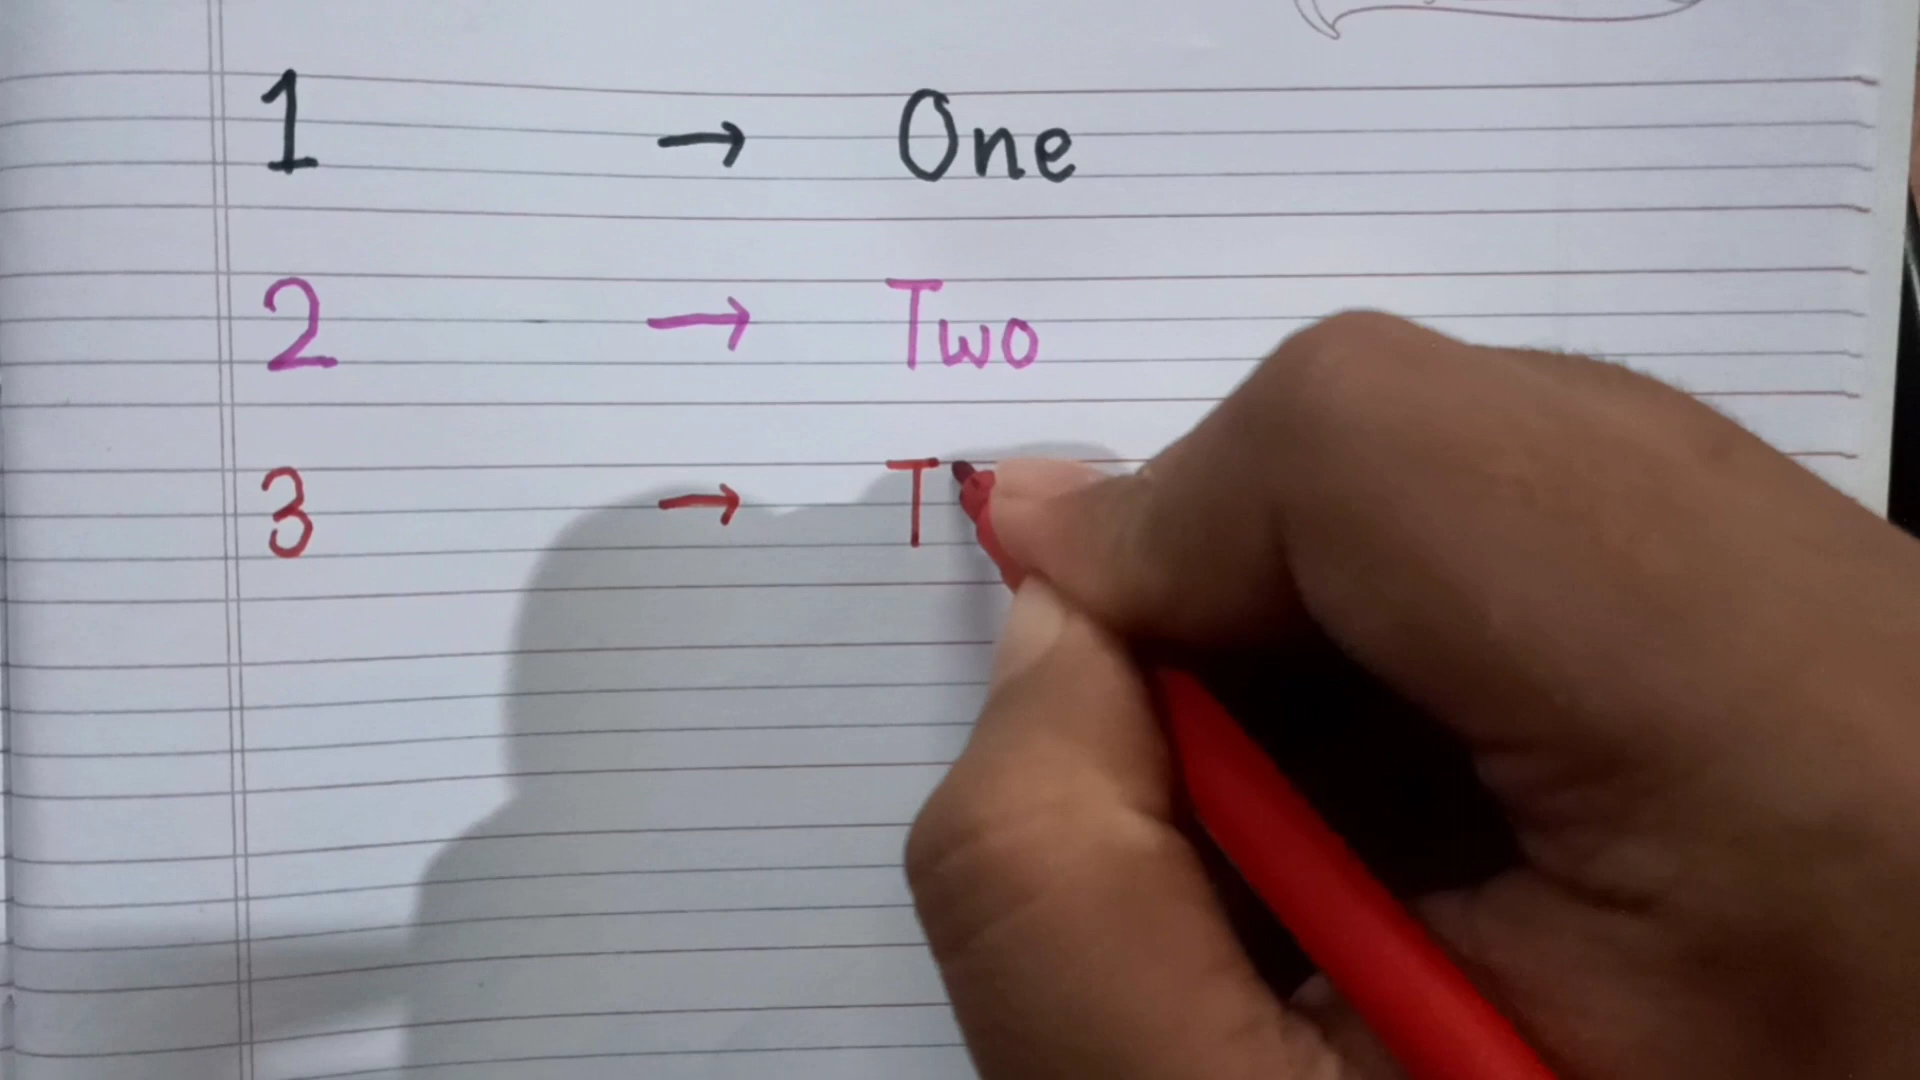 1 → One
2 → Two
3 → T